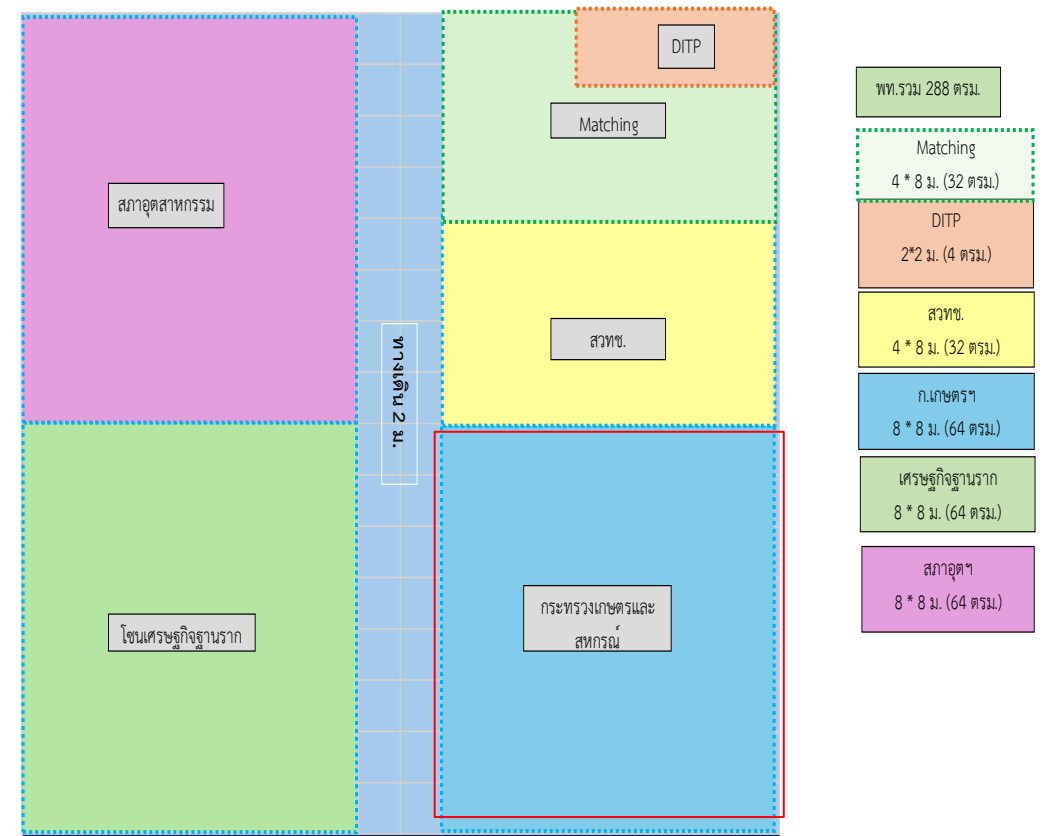 DITP
Matching
สภาอุตสาหกรรม
สวทช.
ทางเดิน 2 ม.
โซนเศรษฐกิจฐานราก
กระทรวงเกษตรและ
สหกรณ์
พท.รวม 288 ตรม.
Matching
4 * 8 ม. (32 ตรม.)
DITP
2*2 ม. (4 ตรม.)
สวทช.
4 * 8 ม. (32 ตรม.)
ก.เกษตรฯ
8 * 8 ม. (64 ตรม.)
เศรษฐกิจฐานราก
8 * 8 ม. (64 ตรม.)
สภาอุตฯ
8 * 8 ม. (64 ตรม.)